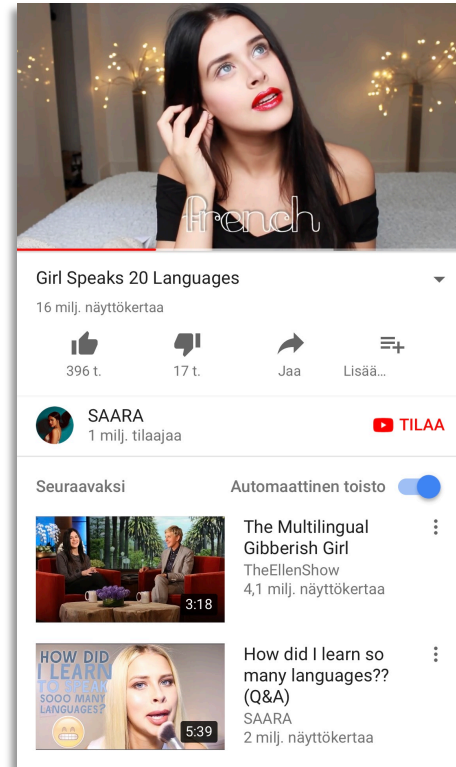 french
Girl Speaks 20 Languages
16 milj. näyttökertaa
396 t.
17 t.
Jaa
Lisää...
SAARA
1 milj. tilaajaa
TILAA
Seuraavaksi
Automaattinen toisto
The Multilingual
Gibberish Girl
TheEllenShow
4,1 milj. näyttökertaa
3:18
HOW DID
I LEARN
TO SPEAK
SOOO MANY
LANGUAGES?
5:39
How did I learn so
many languages??
(Q&A)
SAARA
2 milj. näyttökertaa